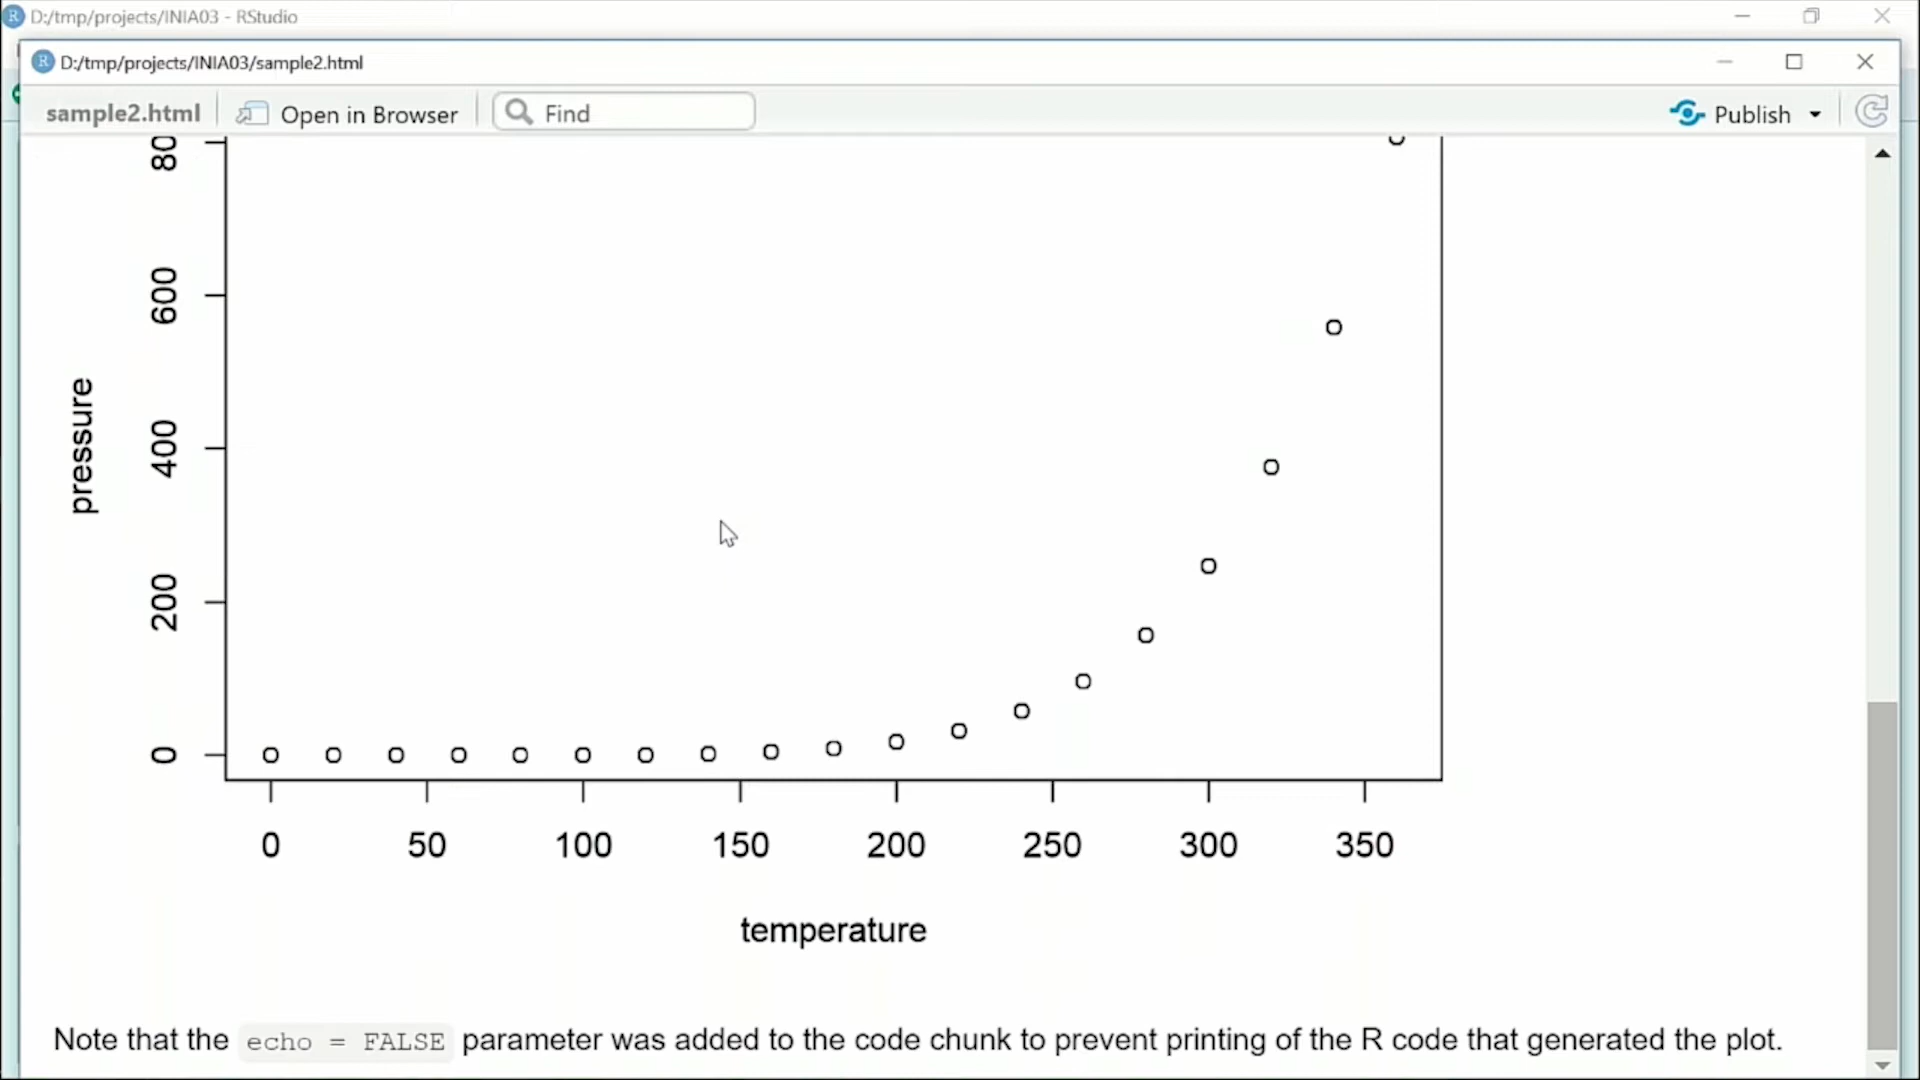 D:/tmp/projects/INIA03 - RStudio
D:/tmp/projects/INIA03/sample2.html
sample2.html Open in Browser Find Publish
80
600
400
200
0
pressure
0 50 100 150 200 250 300 350
temperature
Note that the echo = FALSE parameter was added to the code chunk to prevent printing of the R code that generated the plot.